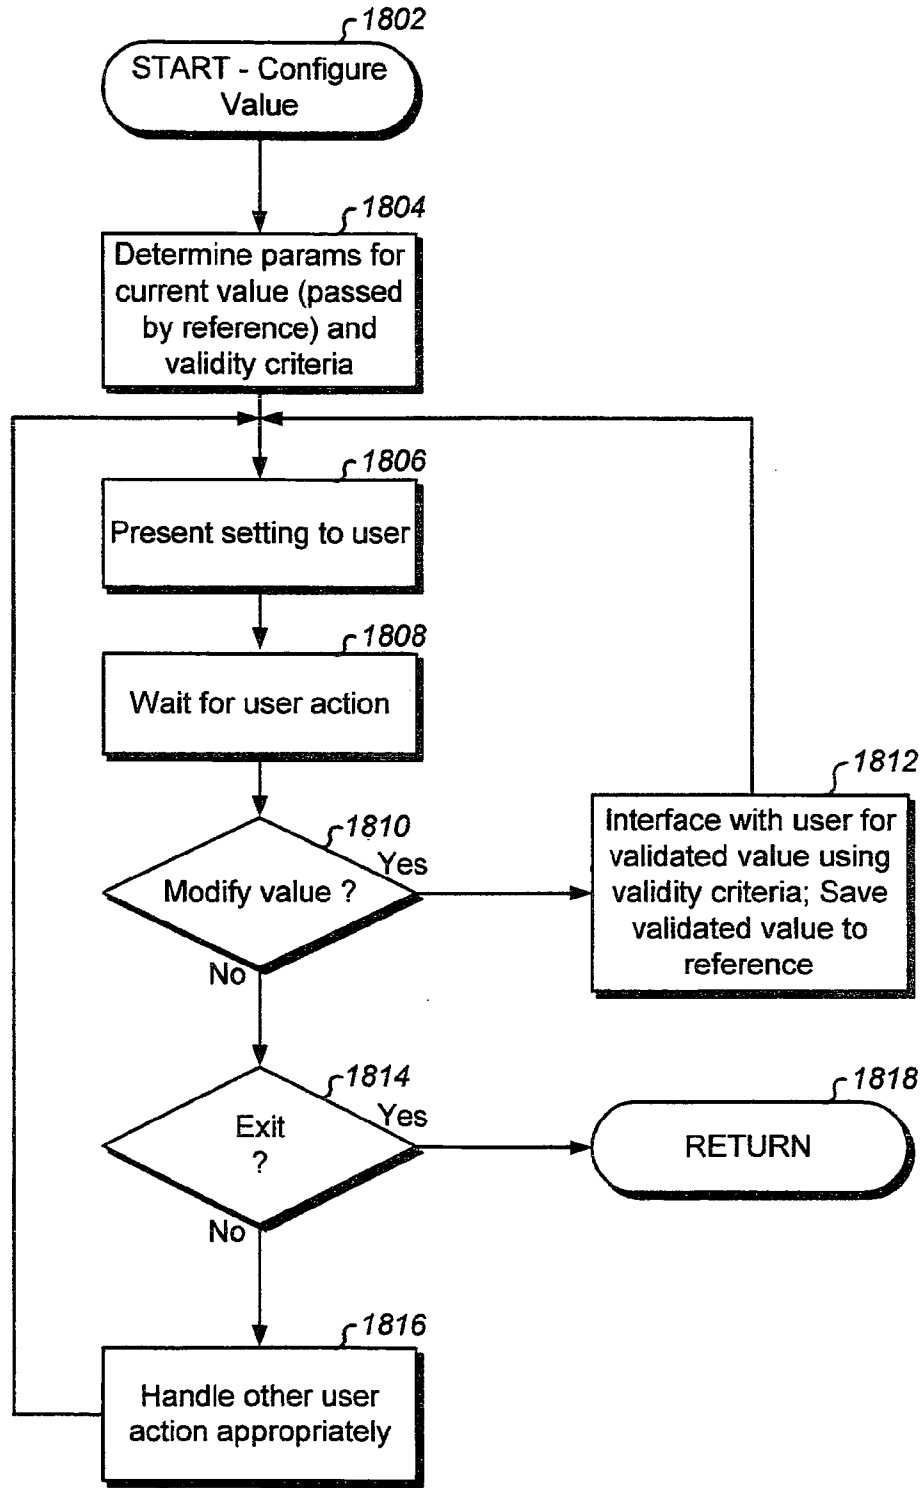 1802
START - Configure
Value
1804
Determine params for
current value (passed
by reference) and
validity criteria
1806
Present setting to user
1808
Wait for user action
1810
Modify value ?
Yes
No
1812
Interface with user for
validated value using
validity criteria; Save
validated value to
reference
1814
Exit
?
Yes
No
1818
RETURN
1816
Handle other user
action appropriately